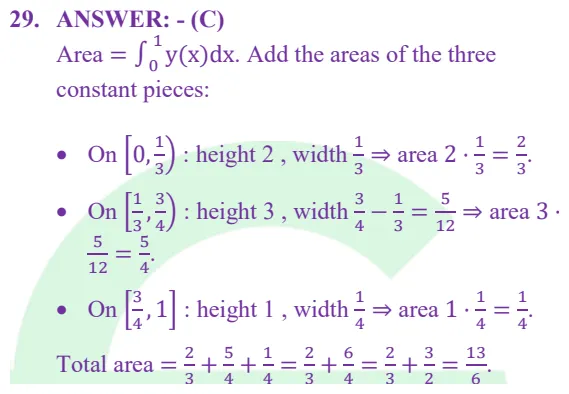 29. ANSWER: - (C)
Area = ∫₀¹ y(x)dx. Add the areas of the three
constant pieces:
• On [0, 1/3) : height 2 , width 1/3 ⇒ area 2 · 1/3 = 2/3.
• On [1/3, 3/4) : height 3 , width 3/4 − 1/3 = 5/12 ⇒ area 3 ·
5/12 = 5/4.
• On [3/4, 1] : height 1 , width 1/4 ⇒ area 1 · 1/4 = 1/4.
Total area = 2/3 + 5/4 + 1/4 = 2/3 + 6/4 = 2/3 + 3/2 = 13/6.